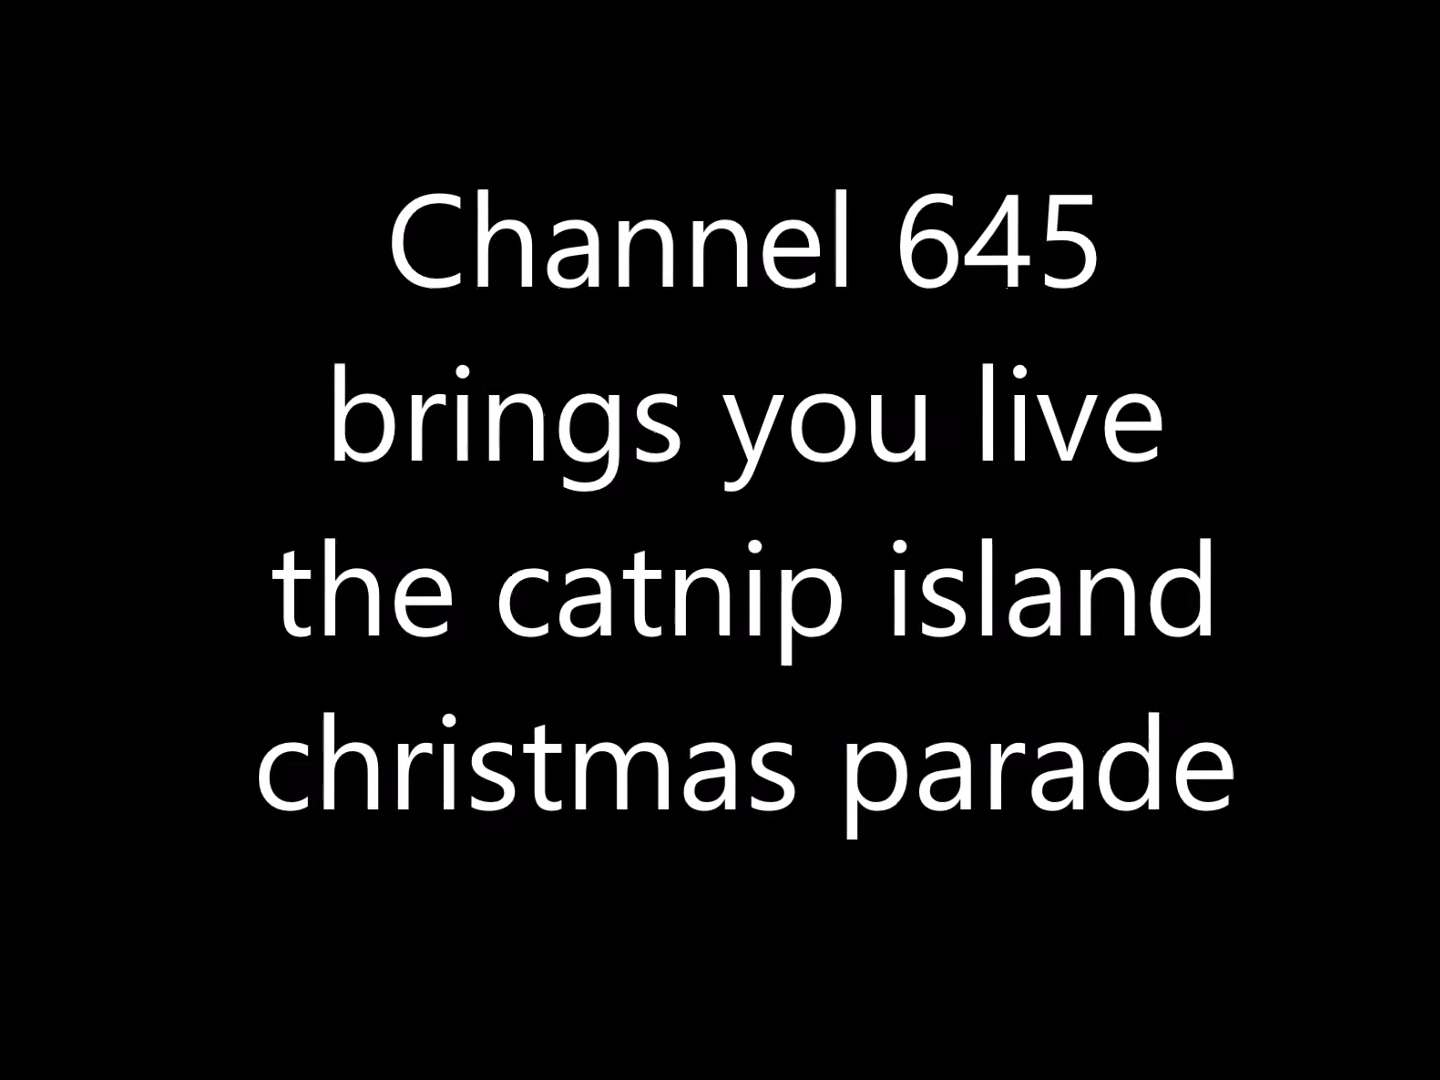 Channel 645
brings you live
the catnip island
christmas parade